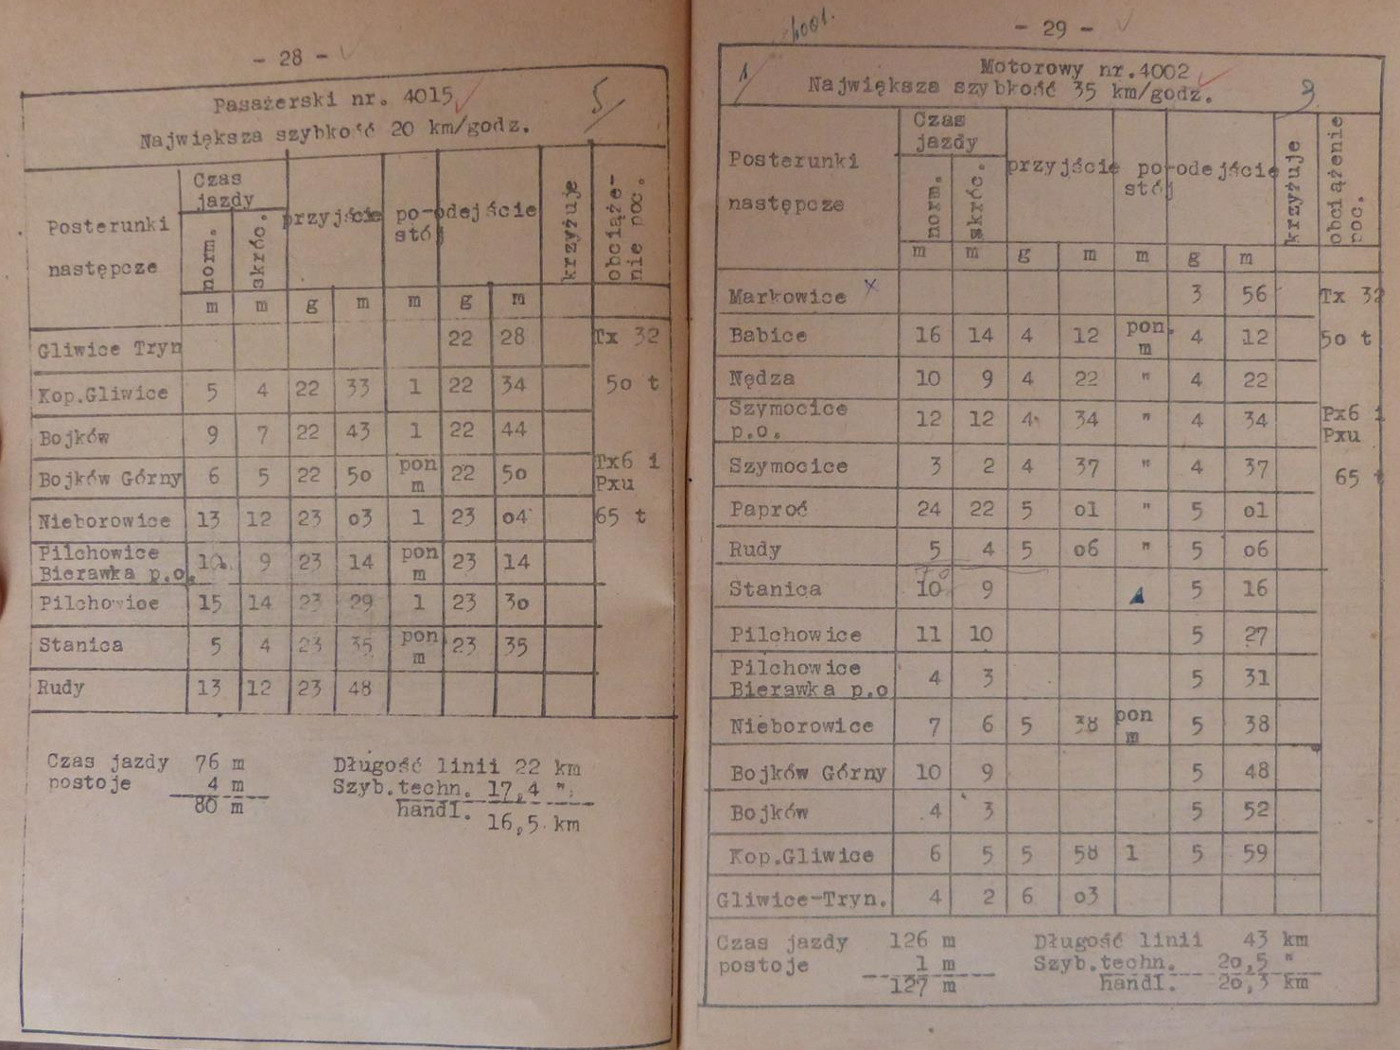 - 28 -
Pasażerski nr. 4015
5
Największa szybkość 20 km/godz.
Posterunki następcze
Czas jazdy
norm.
skróc.
przyjście
postój
odejście
krzyżuje
obciążenie poc.
m m g m m g m
Gliwice Tryn 22 28 Tx 32
Kop.Gliwice 5 4 22 33 1 22 34 5o t
Bojków 9 7 22 43 1 22 44
Bojków Górny 6 5 22 5o pon m 22 5o Tx6 i Pxu
Nieborowice 13 12 23 o3 1 23 o4 65 t
Pilchowice Bierawka p.o. 10 9 23 14 pon m 23 14
Pilchowice 15 14 23 29 1 23 3o
Stanica 5 4 23 35 pon m 23 35
Rudy 13 12 23 48
Czas jazdy 76 m Długość linii 22 km
postoje 4 m Szyb.techn. 17,4 "
80 m handl. 16,5 km
- 29 -
1
Motorowy nr.4002
Największa szybkość 35 km/godz.
Posterunki następcze
Czas jazdy
norm.
skróc.
przyjście
postój
odejście
krzyżuje
obciążenie poc.
m m g m m g m
Markowice x 3 56 Tx 32
Babice 16 14 4 12 pon. m 4 12 5o t
Nędza 10 9 4 22 " 4 22
Szymocice p.o. 12 12 4 34 " 4 34 Px6 i Pxu
Szymocice 3 2 4 37 " 4 37 65 t
Paproć 24 22 5 o1 " 5 o1
Rudy 5 4 5 o6 " 5 o6
Stanica 10 9 5 16
Pilchowice 11 10 5 27
Pilchowice Bierawka p.o 4 3 5 31
Nieborowice 7 6 5 38 pon m 5 38
Bojków Górny 10 9 5 48
Bojków 4 3 5 52
Kop.Gliwice 6 5 5 58 1 5 59
Gliwice-Tryn. 4 2 6 o3
Czas jazdy 126 m Długość linii 43 km
postoje 1 m Szyb.techn. 2o,5 "
127 m handl. 2o,3 km